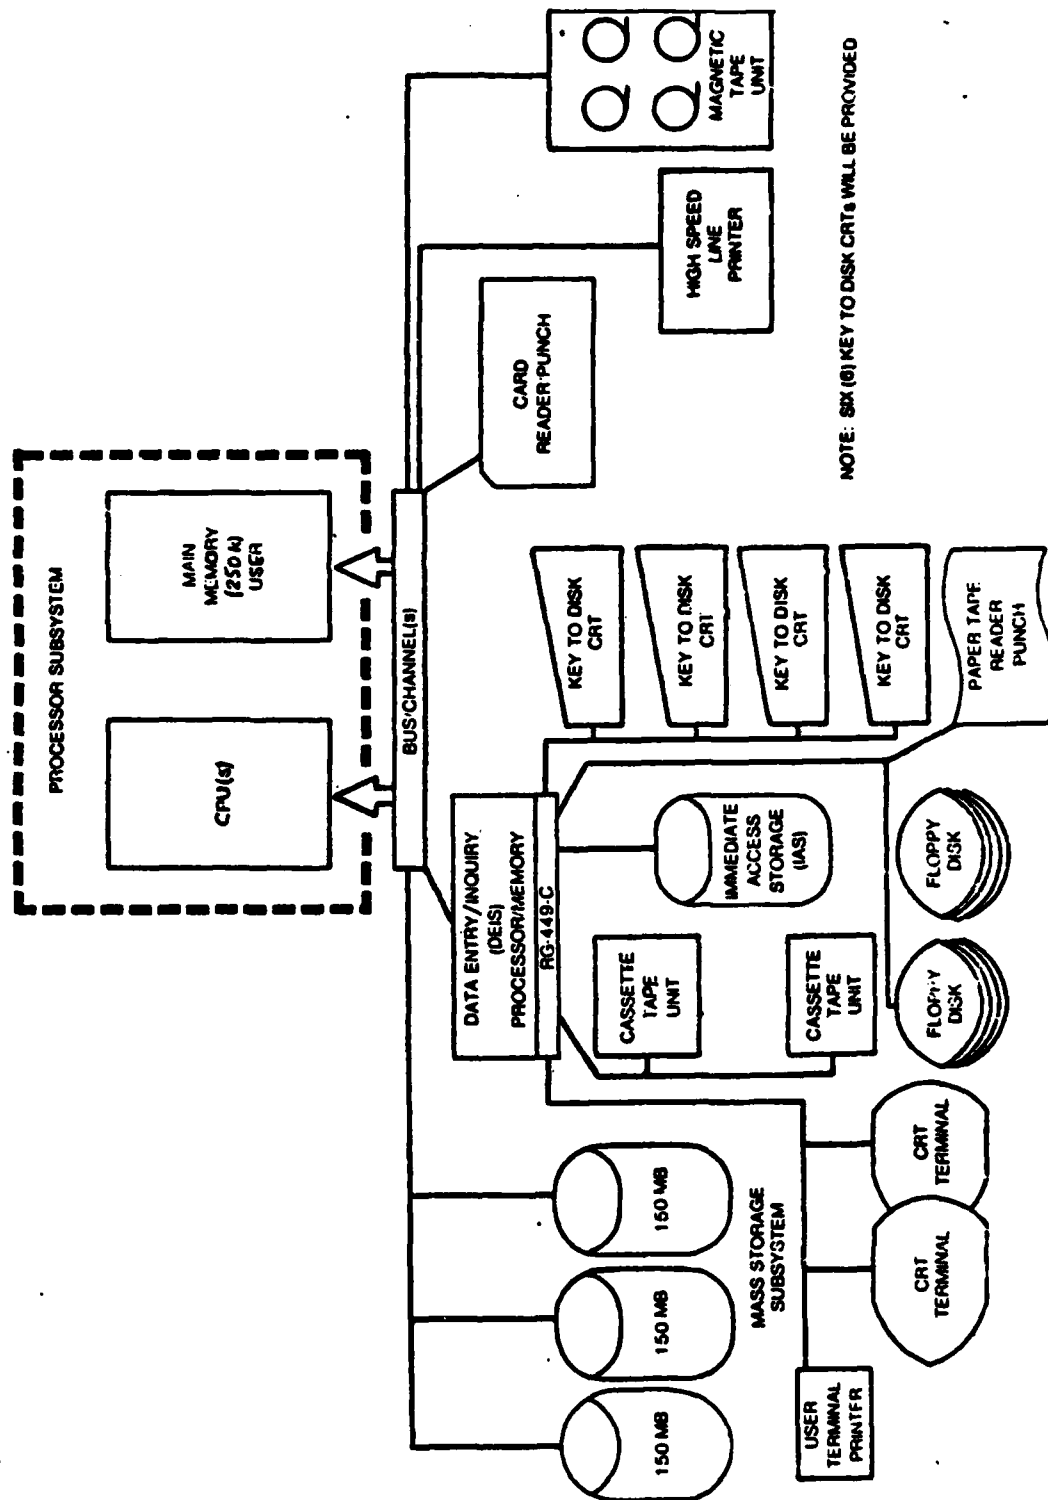 PROCESSOR SUBSYSTEM
CPU(s)
MAIN
MEMORY
(250 k)
USER
BUS/CHANNEL(s)
DATA ENTRY/INQUIRY
(DEIS)
PROCESSOR/MEMORY
RG-449-C
CARD
READER/PUNCH
HIGH SPEED
LINE
PRINTER
MAGNETIC
TAPE
UNIT
150 MB
150 MB
150 MB
MASS STORAGE
SUBSYSTEM
CASSETTE
TAPE
UNIT
CASSETTE
TAPE
UNIT
IMMEDIATE
ACCESS
STORAGE
(IAS)
KEY TO DISK
CRT
KEY TO DISK
CRT
KEY TO DISK
CRT
KEY TO DISK
CRT
PAPER TAPE
READER
PUNCH
USER
TERMINAL
PRINTER
CRT
TERMINAL
CRT
TERMINAL
FLOPPY
DISK
FLOPPY
DISK
NOTE: SIX (6) KEY TO DISK CRTs WILL BE PROVIDED